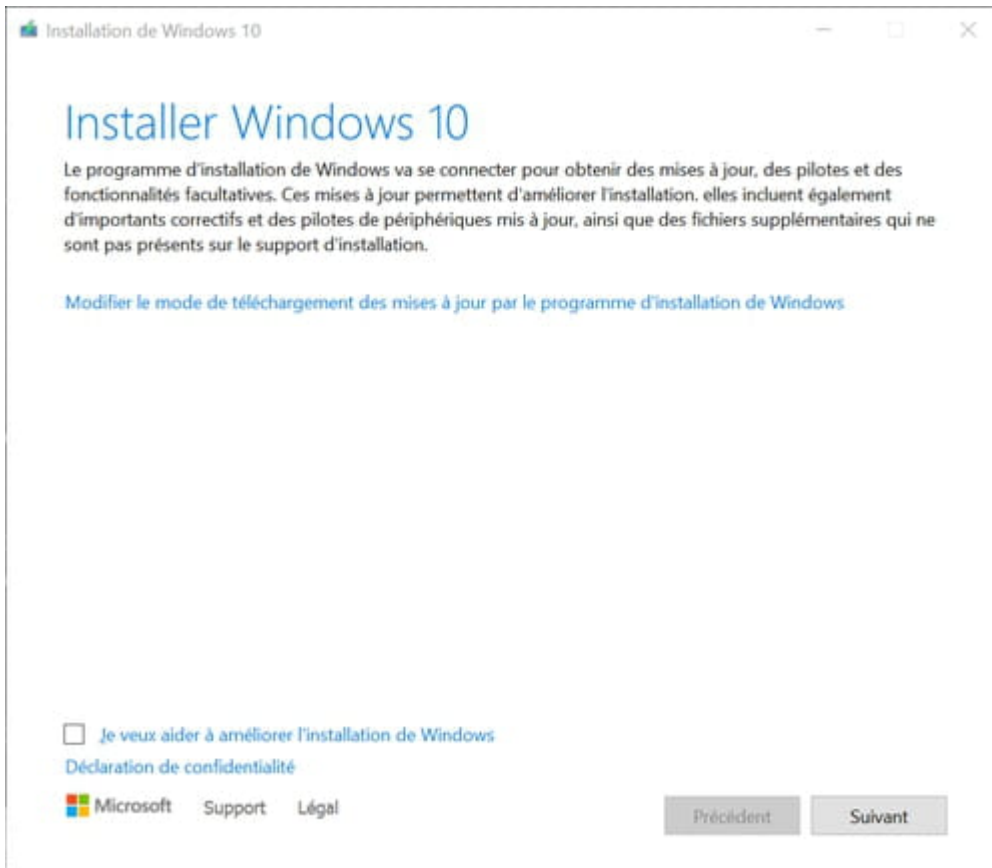 Installation de Windows 10
Installer Windows 10
Le programme d'installation de Windows va se connecter pour obtenir des mises à jour, des pilotes et des
fonctionnalités facultatives. Ces mises à jour permettent d'améliorer l'installation. elles incluent également
d'importants correctifs et des pilotes de périphériques mis à jour, ainsi que des fichiers supplémentaires qui ne
sont pas présents sur le support d'installation.
Modifier le mode de téléchargement des mises à jour par le programme d'installation de Windows
Je veux aider à améliorer l'installation de Windows
Déclaration de confidentialité
Microsoft Support Légal
Précédent Suivant